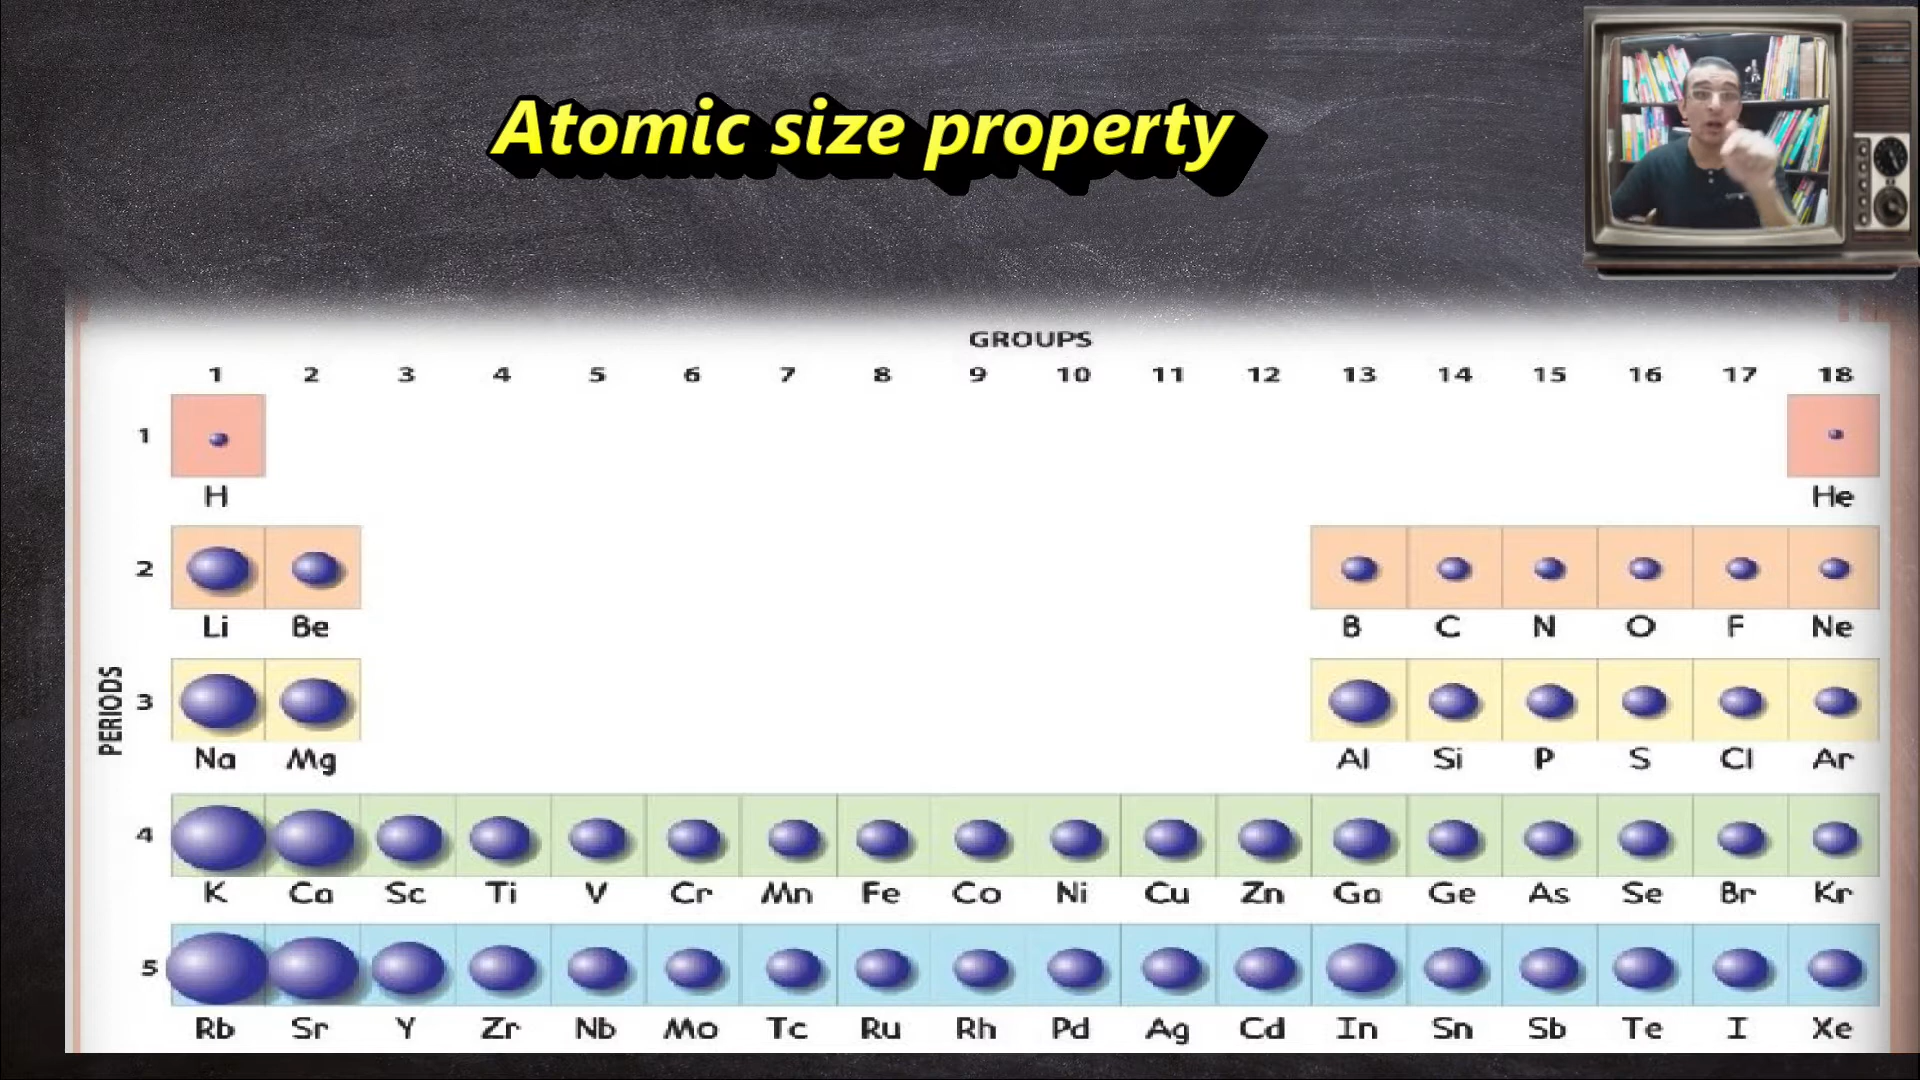 Atomic size property
GROUPS
1 2 3 4 5 6 7 8 9 10 11 12 13 14 15 16 17 18
1
H He
2
Li Be B C N O F Ne
PERIODS
3
Na Mg Al Si P S Cl Ar
4
K Ca Sc Ti V Cr Mn Fe Co Ni Cu Zn Ga Ge As Se Br Kr
5
Rb Sr Y Zr Nb Mo Tc Ru Rh Pd Ag Cd In Sn Sb Te I Xe